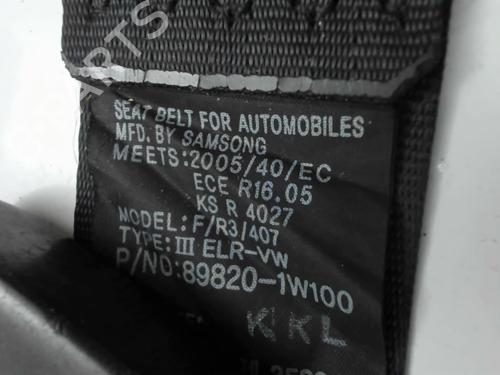 PARTS
SEAT BELT FOR AUTOMOBILES
MFD. BY SAMSONG
MEETS:2005/40/EC
ECE R16.05
KS R 4027
MODEL: F/R3/407
TYPE: III ELR-VW
P/NO:89820-1W100
KKL